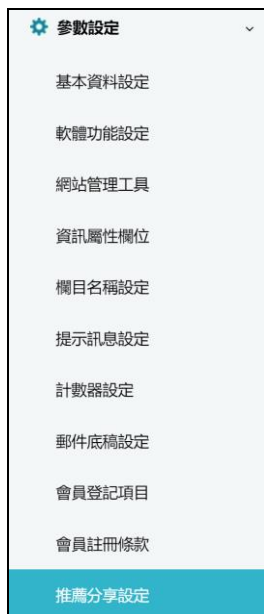 參數設定
基本資料設定
軟體功能設定
網站管理工具
資訊屬性欄位
欄目名稱設定
提示訊息設定
計數器設定
郵件底稿設定
會員登記項目
會員註冊條款
推薦分享設定